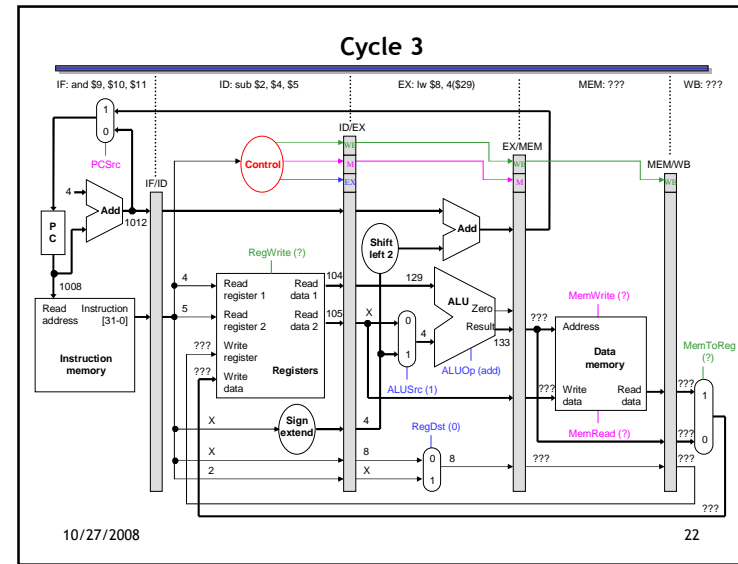 Cycle 3
IF: and $9, $10, $11
ID: sub $2, $4, $5
EX: lw $8, 4($29)
MEM: ???
WB: ???
1
0
PCSrc
4
Add
1012
P
C
1008
IF/ID
Read
address
Instruction
[31-0]
Instruction
memory
Control
ID/EX
WB
M
EX
EX/MEM
WB
M
MEM/WB
WB
Shift
left 2
Add
RegWrite (?)
4
5
???
???
Read
register 1
Read
data 1
Read
register 2
Read
data 2
Write
register
Write
data
Registers
104
105
129
X
0
1
4
ALUSrc (1)
ALU
Zero
Result
133
ALUOp (add)
MemWrite (?)
???
???
Address
Write
data
Read
data
Data
memory
MemRead (?)
MemToReg
(?)
???
???
1
0
X
Sign
extend
4
RegDst (0)
X
8
0
8
???
???
2
X
1
???
10/27/2008
22